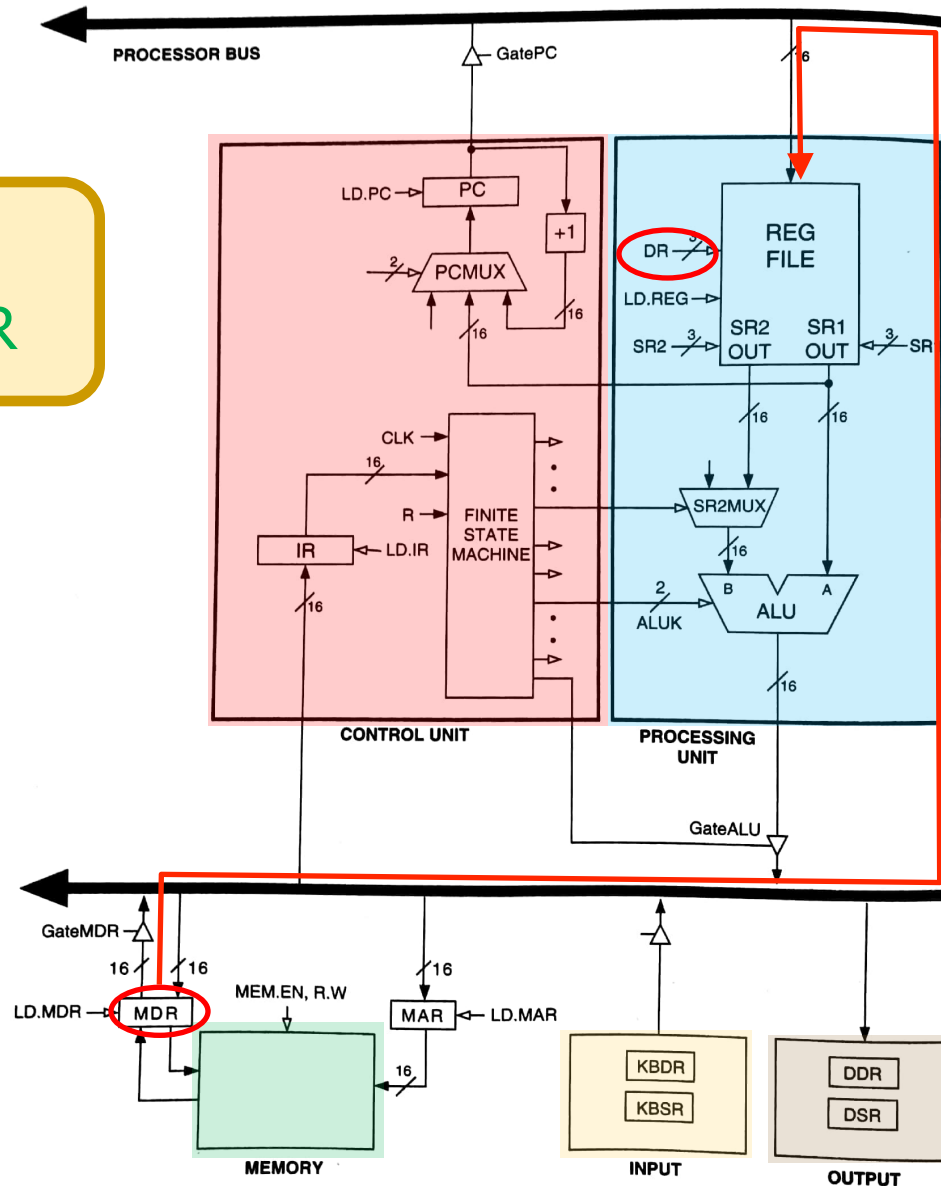 PROCESSOR BUS
GatePC
16
R
LD.PC
PC
+1
2
PCMUX
16
16
DR
3
REG
FILE
LD.REG
SR2
3
SR2
OUT
SR1
OUT
3
SR
16
16
CLK
16
R
FINITE
STATE
MACHINE
IR
LD.IR
16
SR2MUX
16
B
A
ALU
2
ALUK
16
CONTROL UNIT
PROCESSING
UNIT
GateALU
GateMDR
16
16
16
LD.MDR
MDR
MEM.EN, R.W
MAR
LD.MAR
16
KBDR
KBSR
DDR
DSR
MEMORY
INPUT
OUTPUT